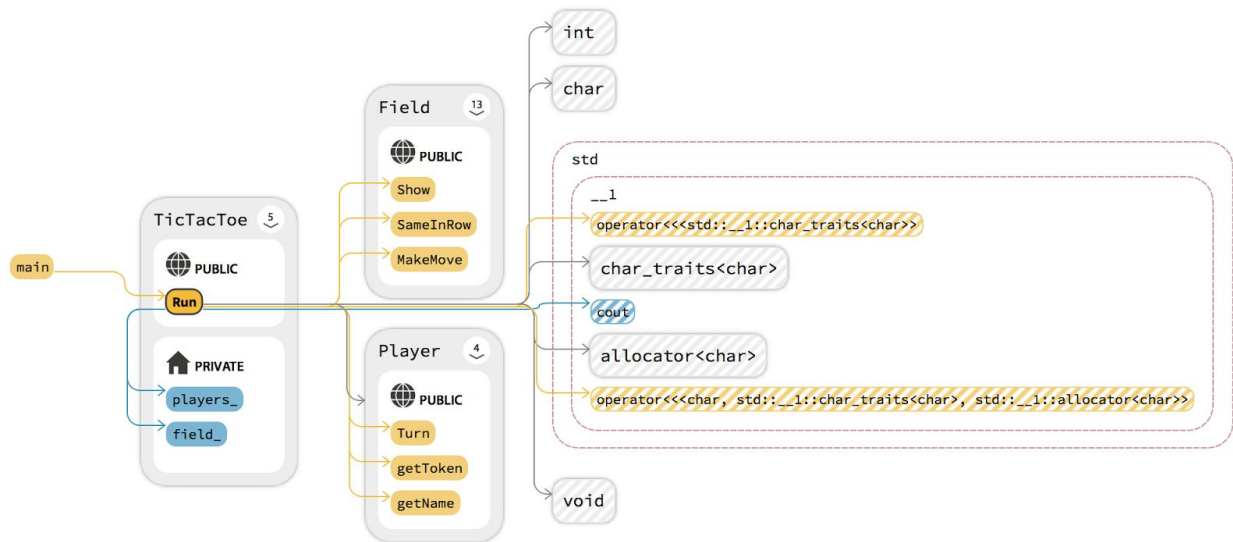 int
char
Field 13
PUBLIC
Show
SameInRow
MakeMove
std
__1
operator<<<std::__1::char_traits<char>>
char_traits<char>
cout
allocator<char>
operator<<<char, std::__1::char_traits<char>, std::__1::allocator<char>>
TicTacToe 5
PUBLIC
Run
PRIVATE
players_
field_
main
Player 4
PUBLIC
Turn
getToken
getName
void